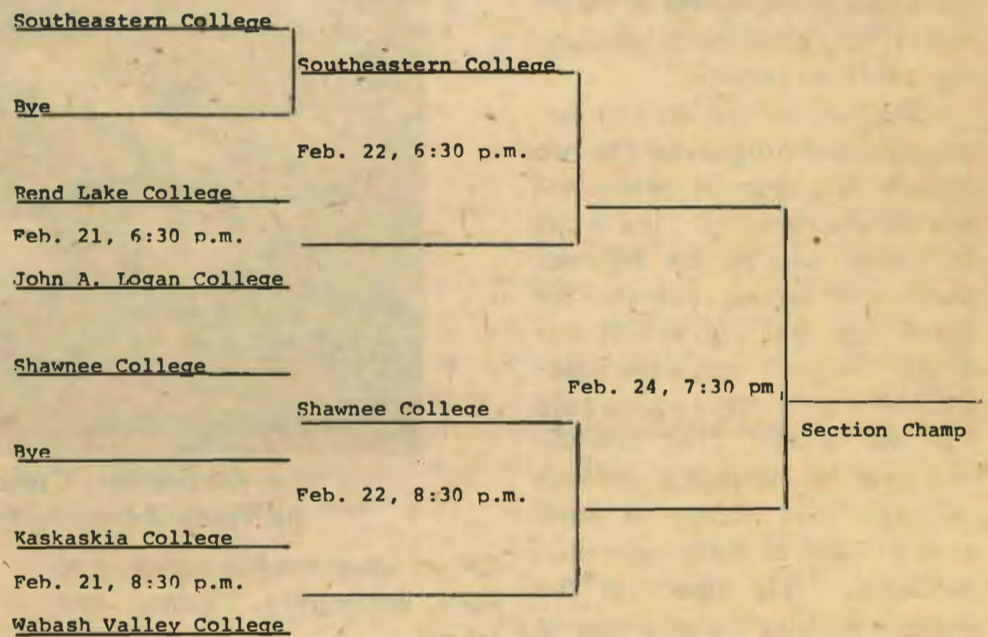 Southeastern College
Southeastern College
Bye
Feb. 22, 6:30 p.m.
Rend Lake College
Feb. 21, 6:30 p.m.
John A. Logan College
Shawnee College
Feb. 24, 7:30 pm
Shawnee College
Section Champ
Bye
Feb. 22, 8:30 p.m.
Kaskaskia College
Feb. 21, 8:30 p.m.
Wabash Valley College